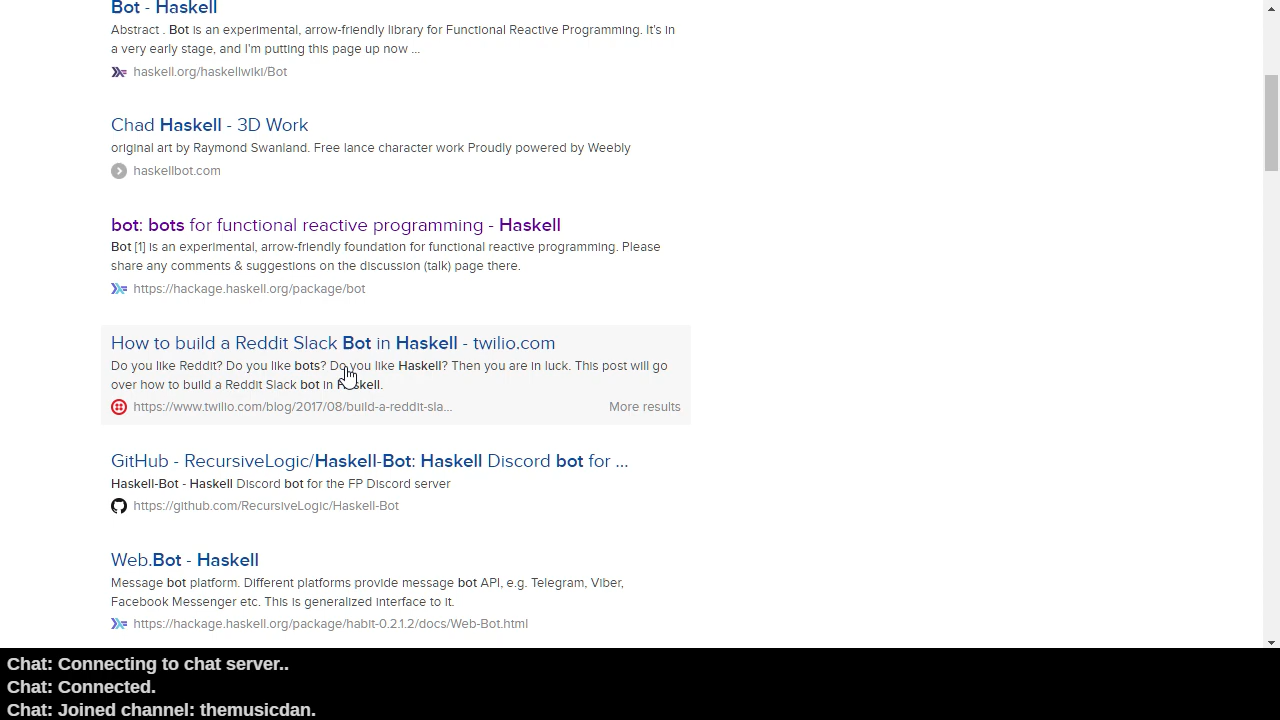 Bot - Haskell
Abstract . Bot is an experimental, arrow-friendly library for Functional Reactive Programming. It's in
a very early stage, and I'm putting this page up now ...
haskell.org/haskellwiki/Bot
Chad Haskell - 3D Work
original art by Raymond Swanland. Free lance character work Proudly powered by Weebly
haskellbot.com
bot: bots for functional reactive programming - Haskell
Bot [1] is an experimental, arrow-friendly foundation for functional reactive programming. Please
share any comments & suggestions on the discussion (talk) page there.
https://hackage.haskell.org/package/bot
How to build a Reddit Slack Bot in Haskell - twilio.com
Do you like Reddit? Do you like bots? Do you like Haskell? Then you are in luck. This post will go
over how to build a Reddit Slack bot in Haskell.
https://www.twilio.com/blog/2017/08/build-a-reddit-sla... More results
GitHub - RecursiveLogic/Haskell-Bot: Haskell Discord bot for ...
Haskell-Bot - Haskell Discord bot for the FP Discord server
https://github.com/RecursiveLogic/Haskell-Bot
Web.Bot - Haskell
Message bot platform. Different platforms provide message bot API, e.g. Telegram, Viber,
Facebook Messenger etc. This is generalized interface to it.
https://hackage.haskell.org/package/habit-0.2.1.2/docs/Web-Bot.html
Chat: Connecting to chat server..
Chat: Connected.
Chat: Joined channel: themusicdan.